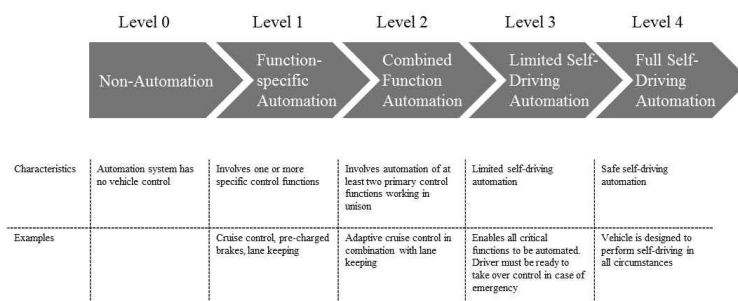 Level 0 Level 1 Level 2 Level 3 Level 4
Non-Automation
Function-
specific
Automation
Combined
Function
Automation
Limited Self-
Driving
Automation
Full Self-
Driving
Automation
Characteristics
Automation system has
no vehicle control
Involves one or more
specific control functions
Involves automation of at
least two primary control
functions working in
unison
Limited self-driving
automation
Safe self-driving
automation
Examples
Cruise control, pre-charged
brakes, lane keeping
Adaptive cruise control in
combination with lane
keeping
Enables all critical
functions to be automated.
Driver must be ready to
take over control in case of
emergency
Vehicle is designed to
perform self-driving in
all circumstances